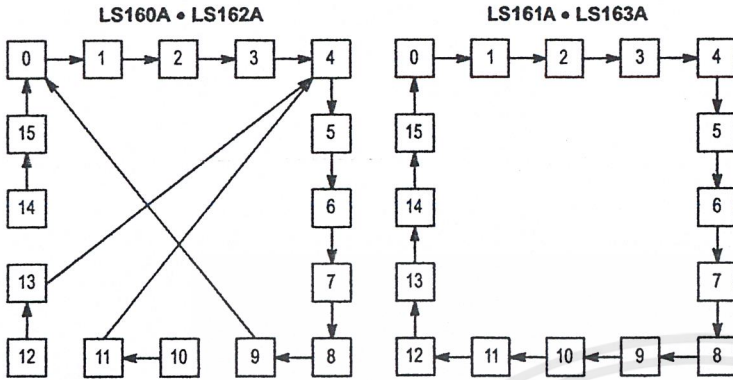 LS160A • LS162A LS161A • LS163A
0 1 2 3 4 0 1 2 3 4
15 5 15 5
14 6 14 6
13 7 13 7
12 11 10 9 8 12 11 10 9 8